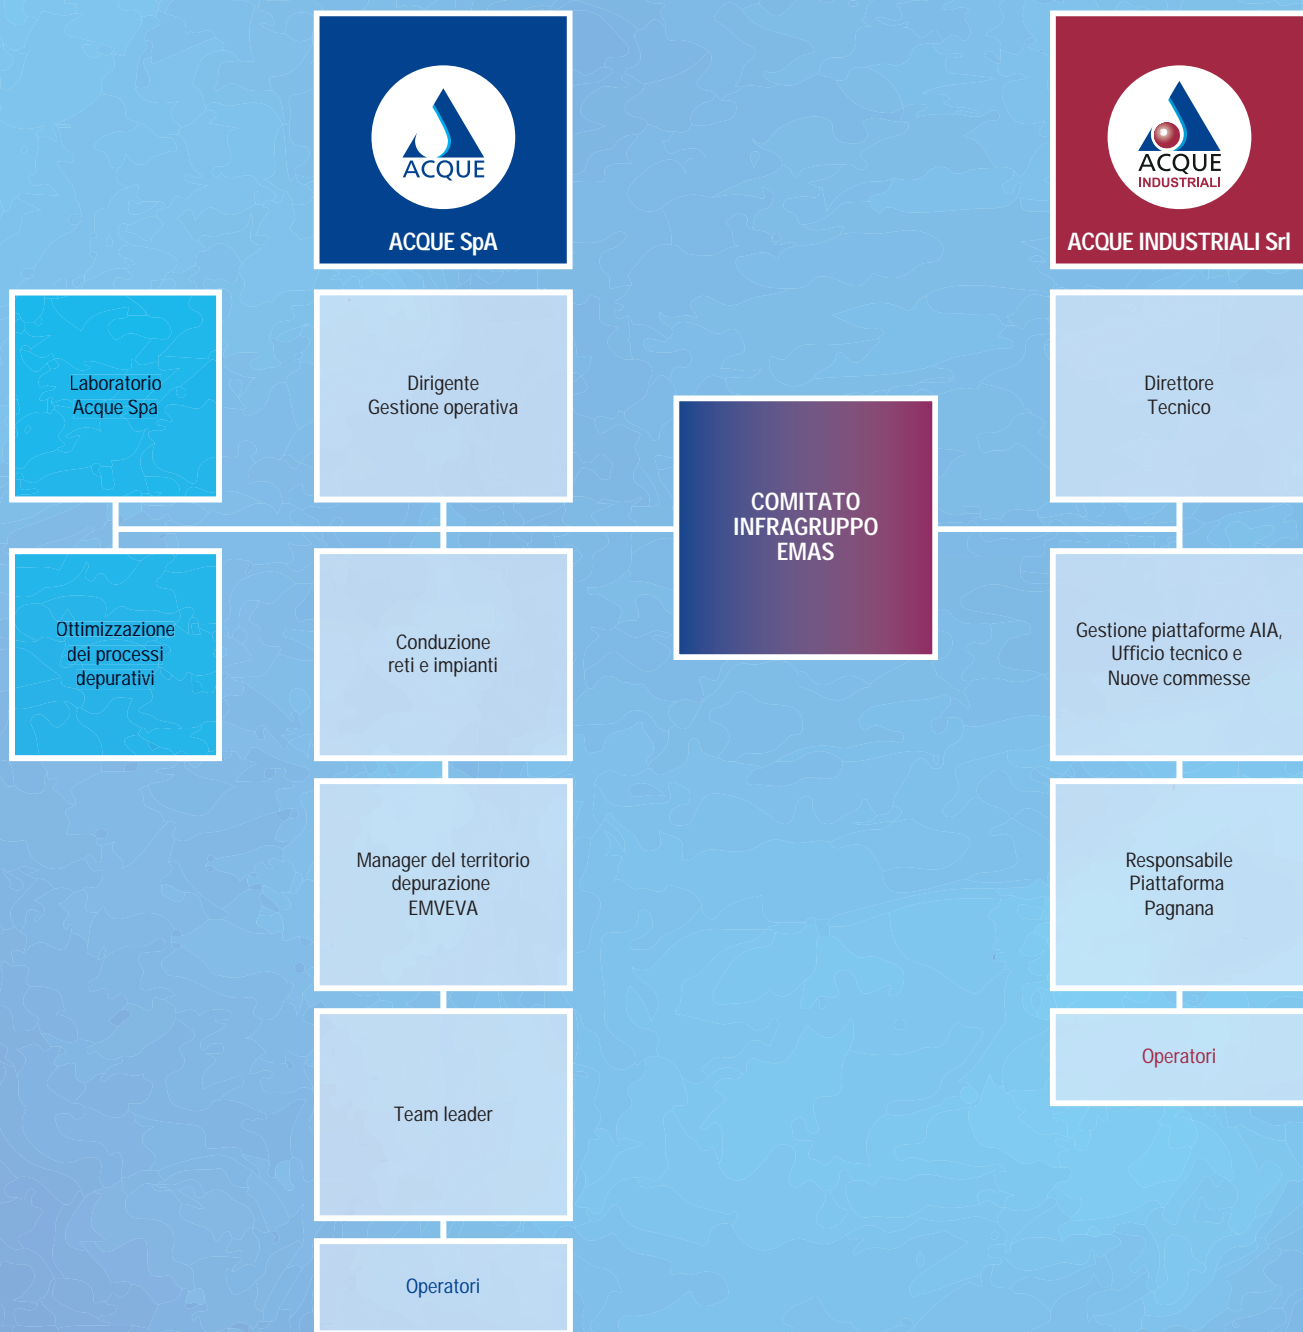 ACQUE
ACQUE SpA
ACQUE
INDUSTRIALI
ACQUE INDUSTRIALI Srl
Laboratorio
Acque Spa
Dirigente
Gestione operativa
Direttore
Tecnico
COMITATO
INFRAGRUPPO
EMAS
Ottimizzazione
dei processi
depurativi
Conduzione
reti e impianti
Gestione piattaforme AIA,
Ufficio tecnico e
Nuove commesse
Manager del territorio
depurazione
EMVEVA
Responsabile
Piattaforma
Pagnana
Team leader
Operatori
Operatori